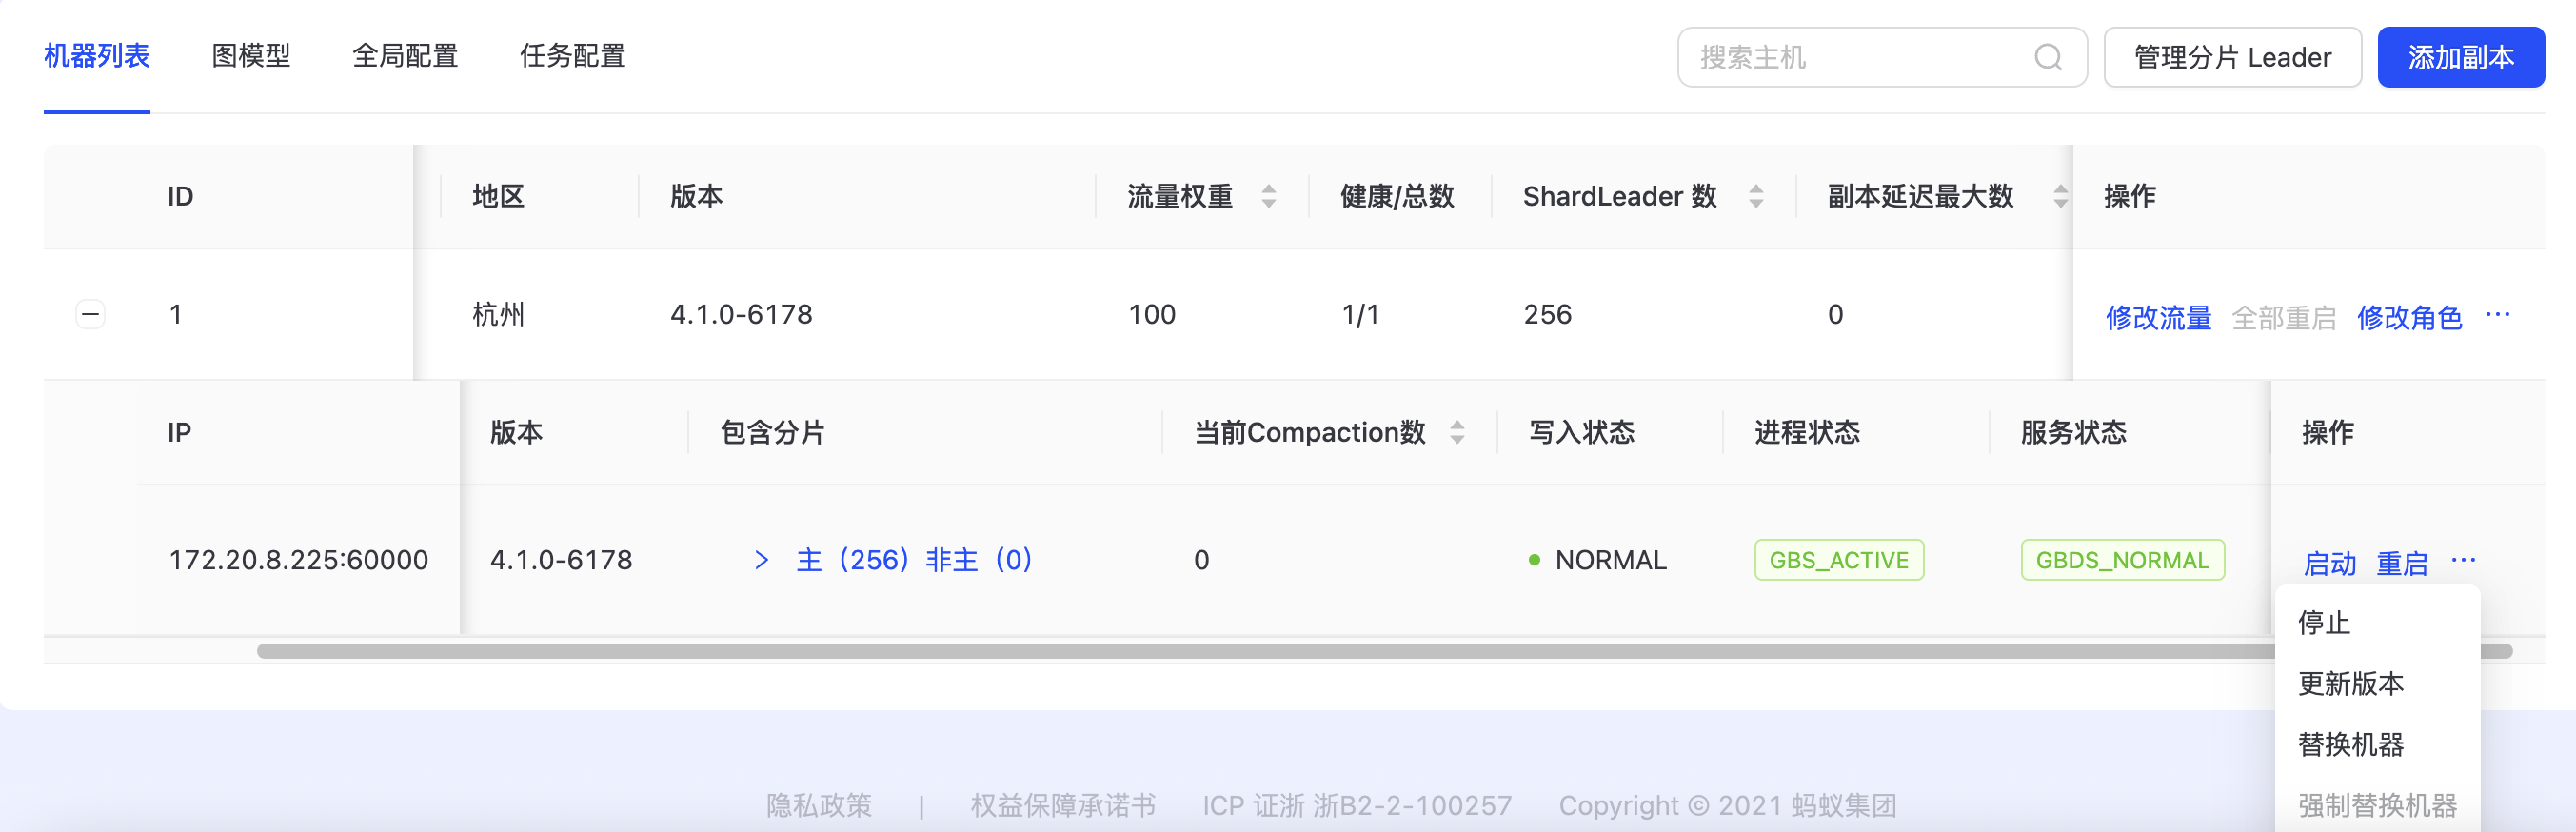 机器列表 图模型 全局配置 任务配置 搜索主机 管理分片 Leader 添加副本
ID 地区 版本 流量权重 健康/总数 ShardLeader 数 副本延迟最大数 操作
1 杭州 4.1.0-6178 100 1/1 256 0 修改流量 全部重启 修改角色 ···
IP 版本 包含分片 当前Compaction数 写入状态 进程状态 服务状态 操作
172.20.8.225:60000 4.1.0-6178 主（256）非主（0） 0 NORMAL GBS_ACTIVE GBDS_NORMAL 启动 重启 ···
停止
更新版本
替换机器
强制替换机器
隐私政策 | 权益保障承诺书 ICP 证浙 浙B2-2-100257 Copyright © 2021 蚂蚁集团